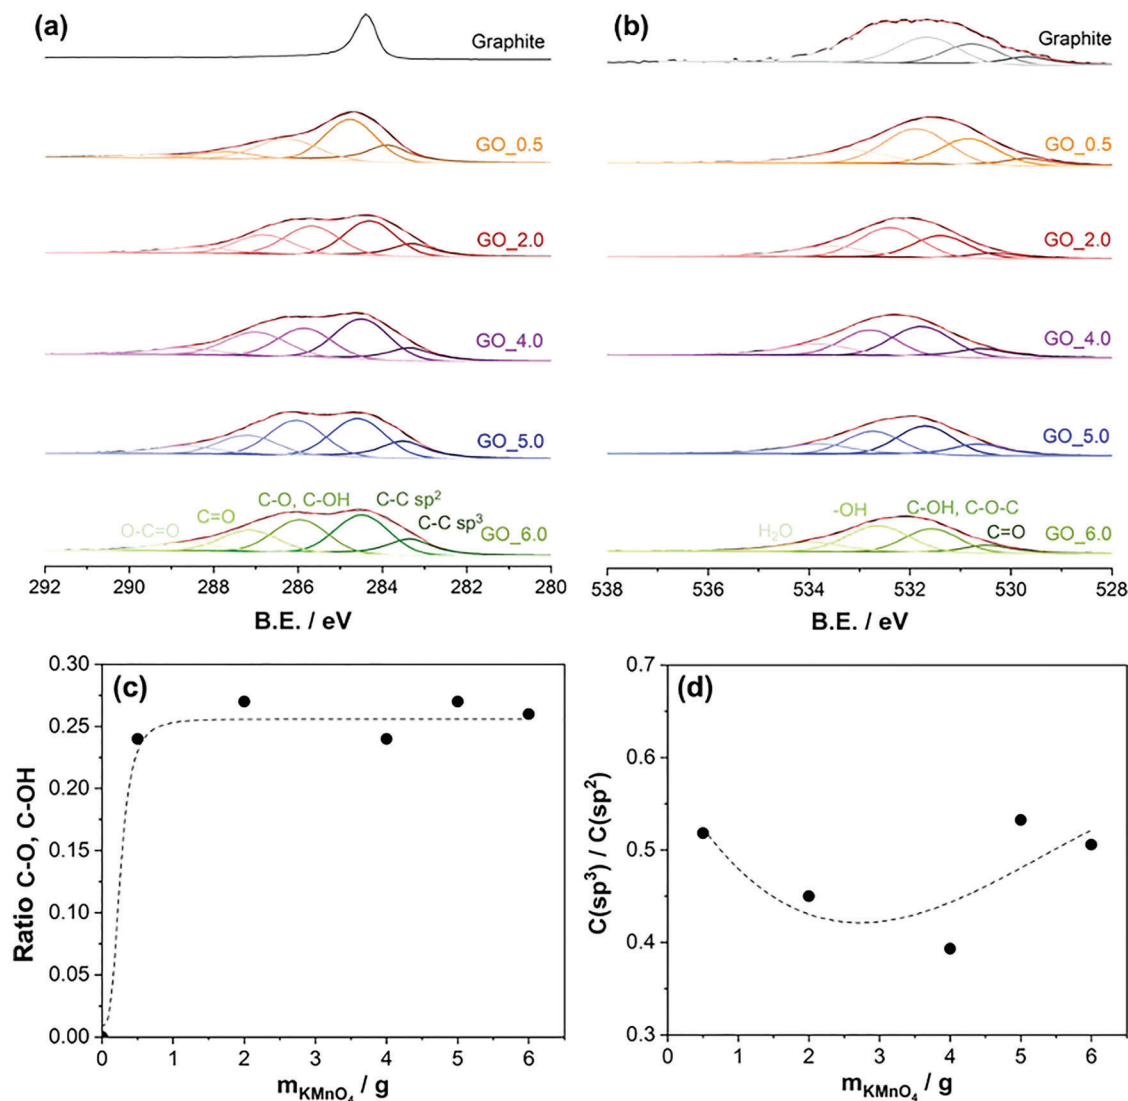 (a)
Graphite
GO_0.5
GO_2.0
GO_4.0
GO_5.0
C-O, C-OH
C-C sp²
C=O
O-C=O
C-C sp³
GO_6.0
292 290 288 286 284 282 280
B.E. / eV
(b)
Graphite
GO_0.5
GO_2.0
GO_4.0
GO_5.0
-OH
C-OH, C-O-C
H₂O
C=O
GO_6.0
538 536 534 532 530 528
B.E. / eV
(c)
Ratio C-O, C-OH
0.30
0.25
0.20
0.15
0.10
0.05
0.00
0 1 2 3 4 5 6
m_KMnO₄ / g
(d)
C(sp³) / C(sp²)
0.7
0.6
0.5
0.4
0.3
0 1 2 3 4 5 6
m_KMnO₄ / g